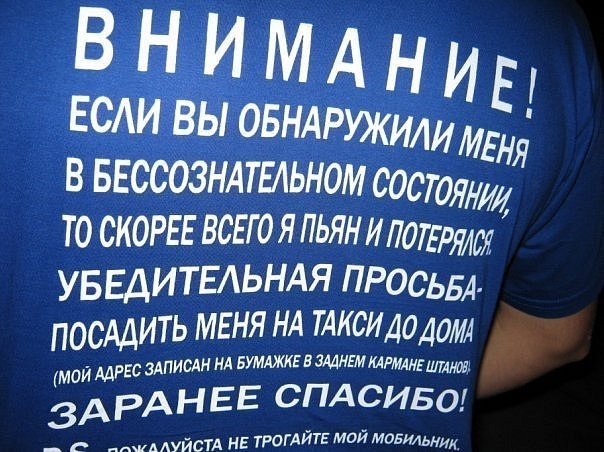 ВНИМАНИЕ!
ЕСЛИ ВЫ ОБНАРУЖИЛИ МЕНЯ
В БЕССОЗНАТЕЛЬНОМ СОСТОЯНИИ,
ТО СКОРЕЕ ВСЕГО Я ПЬЯН И ПОТЕРЯЛСЯ.
УБЕДИТЕЛЬНАЯ ПРОСЬБА-
ПОСАДИТЬ МЕНЯ НА ТАКСИ ДО ДОМА
(МОЙ АДРЕС ЗАПИСАН НА БУМАЖКЕ В ЗАДНЕМ КАРМАНЕ ШТАНОВ).
ЗАРАНЕЕ СПАСИБО!
P.S. ПОЖАЛУЙСТА НЕ ТРОГАЙТЕ МОЙ МОБИЛЬНИК.